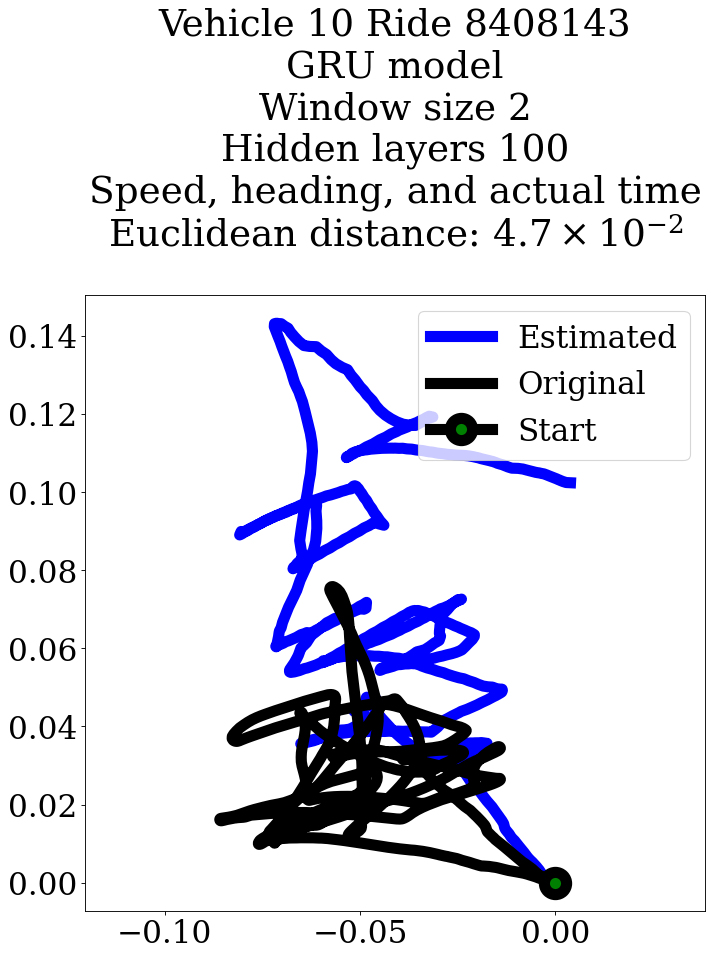 Vehicle 10 Ride 8408143
GRU model
Window size 2
Hidden layers 100
Speed, heading, and actual time
Euclidean distance: 4.7 × 10⁻²
Estimated
Original
Start
0.14
0.12
0.10
0.08
0.06
0.04
0.02
0.00
−0.10 −0.05 0.00